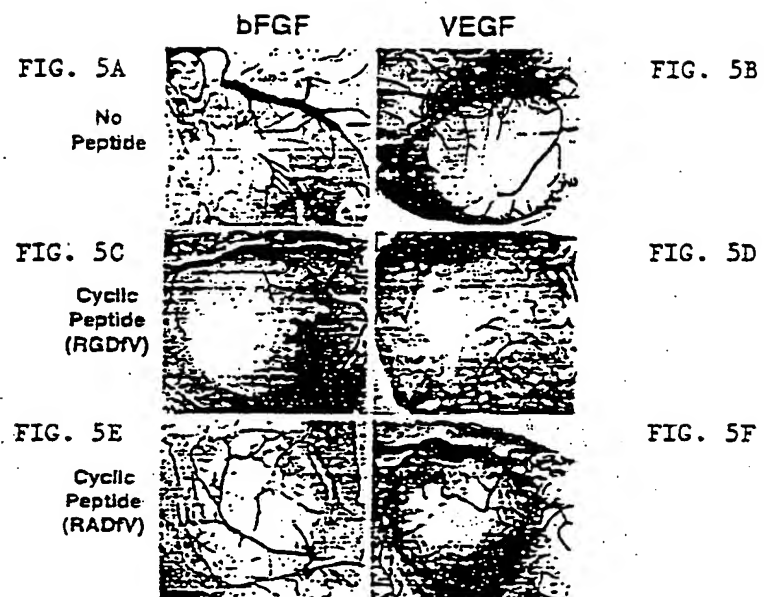 bFGF VEGF
FIG. 5A FIG. 5B
No
Peptide
FIG. 5C FIG. 5D
Cyclic
Peptide
(RGDfV)
FIG. 5E FIG. 5F
Cyclic
Peptide
(RADfV)